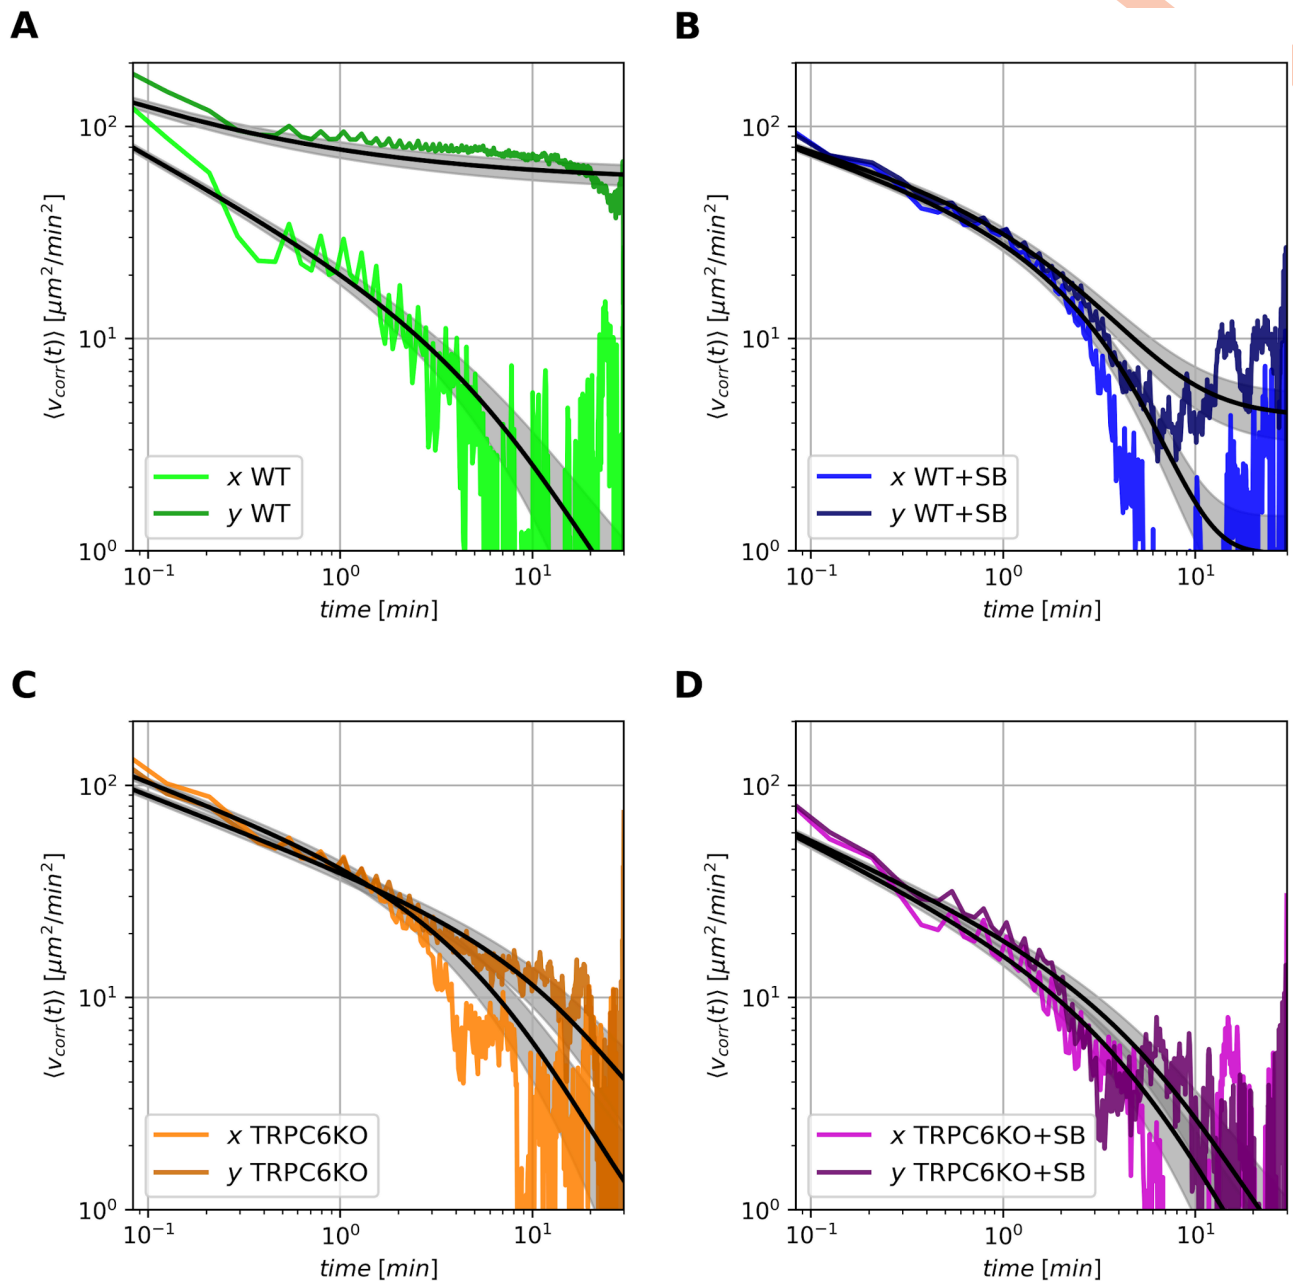 A
B
⟨v_corr(t)⟩ [μm²/min²]
10²
10¹
10⁰
x WT
y WT
10⁻¹
10⁰
10¹
time [min]
⟨v_corr(t)⟩ [μm²/min²]
10²
10¹
10⁰
x WT+SB
y WT+SB
10⁻¹
10⁰
10¹
time [min]
C
D
⟨v_corr(t)⟩ [μm²/min²]
10²
10¹
10⁰
x TRPC6KO
y TRPC6KO
10⁻¹
10⁰
10¹
time [min]
⟨v_corr(t)⟩ [μm²/min²]
10²
10¹
10⁰
x TRPC6KO+SB
y TRPC6KO+SB
10⁻¹
10⁰
10¹
time [min]